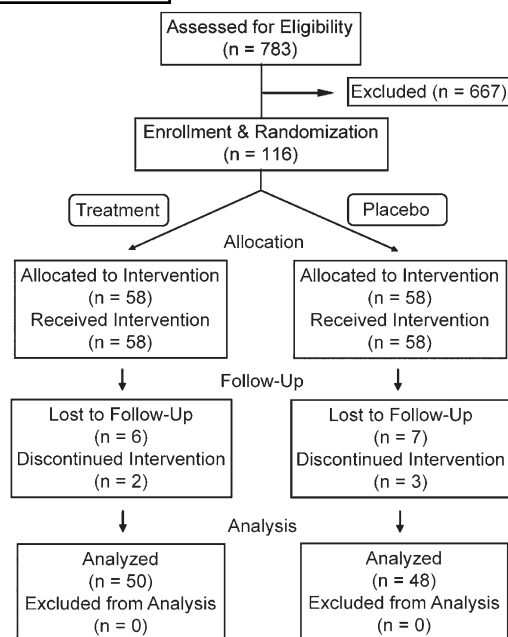 Assessed for Eligibility
(n = 783)
Excluded (n = 667)
Enrollment & Randomization
(n = 116)
Treatment
Placebo
Allocation
Allocated to Intervention
(n = 58)
Received Intervention
(n = 58)
Allocated to Intervention
(n = 58)
Received Intervention
(n = 58)
Follow-Up
Lost to Follow-Up
(n = 6)
Discontinued Intervention
(n = 2)
Lost to Follow-Up
(n = 7)
Discontinued Intervention
(n = 3)
Analysis
Analyzed
(n = 50)
Excluded from Analysis
(n = 0)
Analyzed
(n = 48)
Excluded from Analysis
(n = 0)